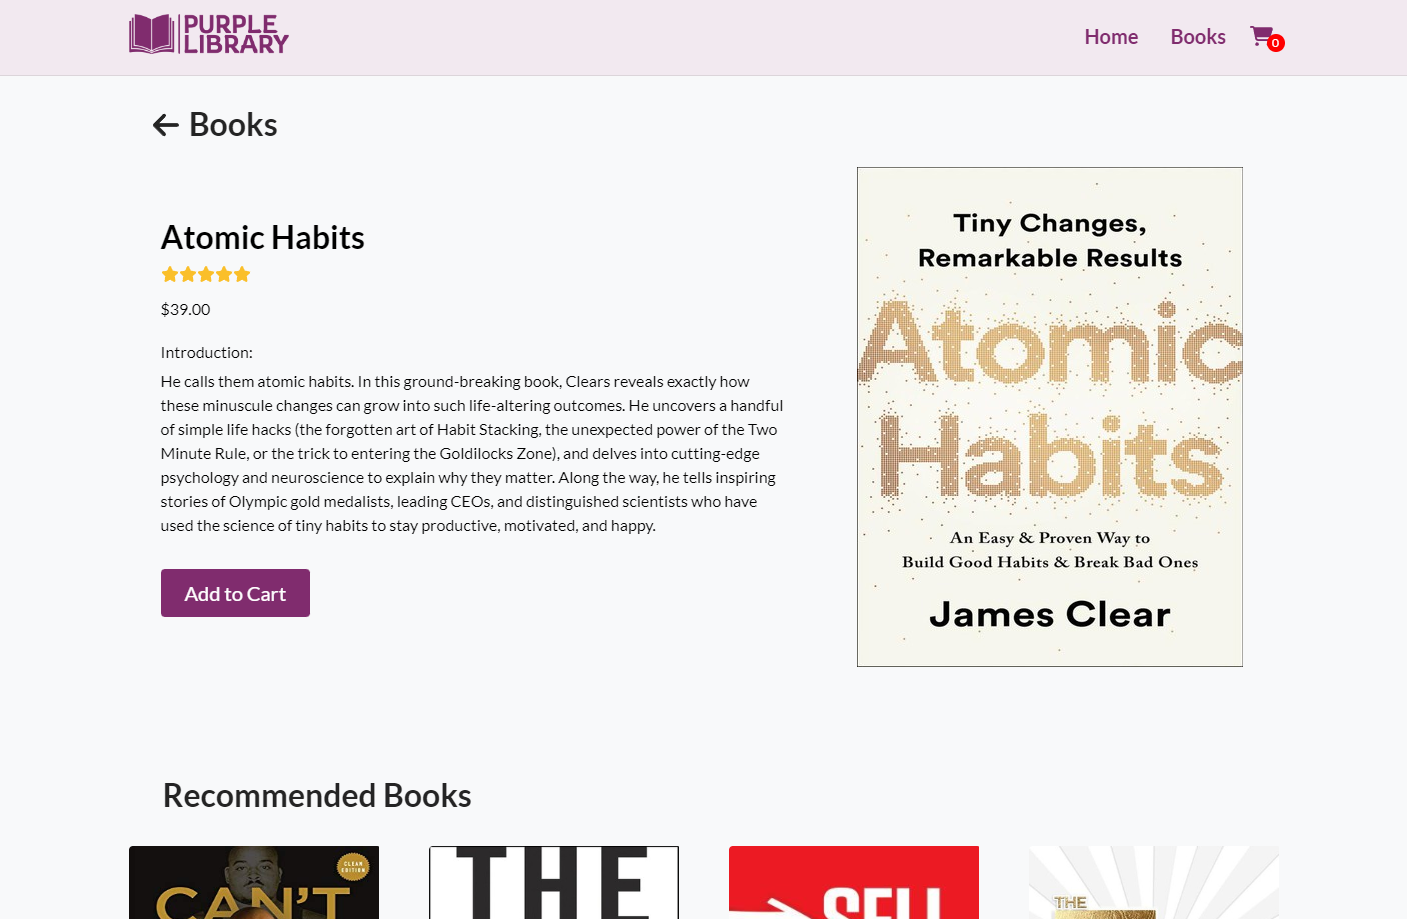 PURPLE
LIBRARY
Home
Books
0
Books
Atomic Habits
$39.00
Introduction:
He calls them atomic habits. In this ground-breaking book, Clears reveals exactly how
these minuscule changes can grow into such life-altering outcomes. He uncovers a handful
of simple life hacks (the forgotten art of Habit Stacking, the unexpected power of the Two
Minute Rule, or the trick to entering the Goldilocks Zone), and delves into cutting-edge
psychology and neuroscience to explain why they matter. Along the way, he tells inspiring
stories of Olympic gold medalists, leading CEOs, and distinguished scientists who have
used the science of tiny habits to stay productive, motivated, and happy.
Add to Cart
Tiny Changes,
Remarkable Results
Atomic
Habits
An Easy & Proven Way to
Build Good Habits & Break Bad Ones
James Clear
Recommended Books
CLEAN
EDITION
CAN'T
THE
SELL
THE